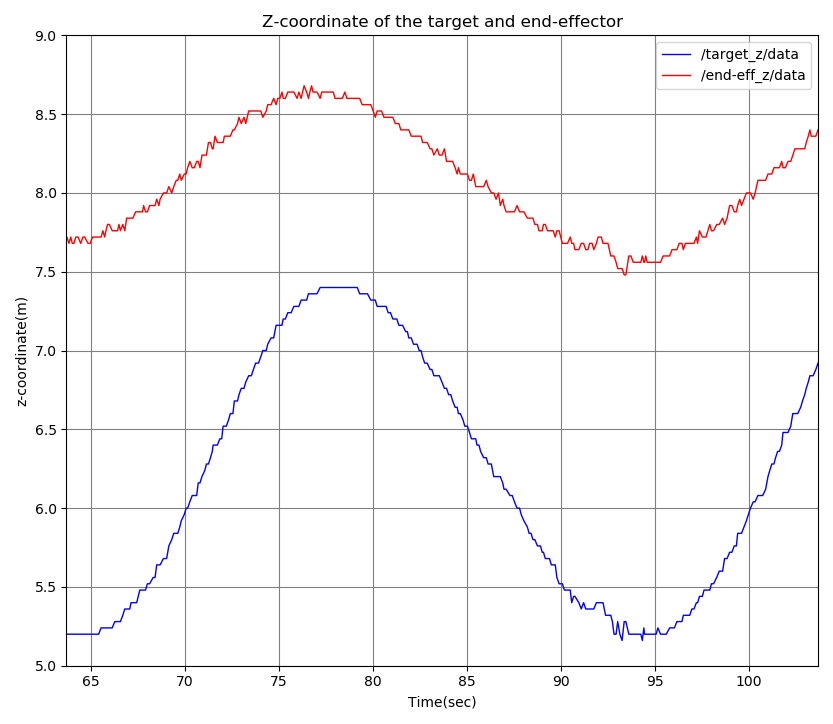 Z-coordinate of the target and end-effector
/target_z/data
/end-eff_z/data
9.0
8.5
8.0
7.5
7.0
6.5
6.0
5.5
5.0
z-coordinate(m)
65 70 75 80 85 90 95 100
Time(sec)